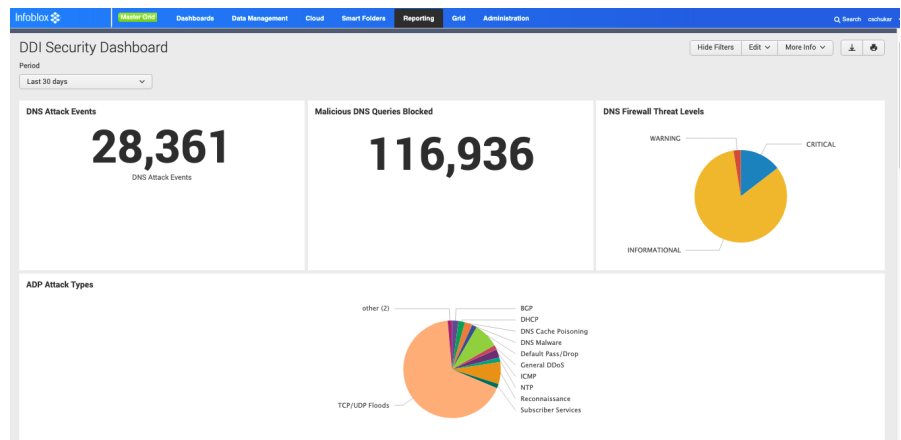 Infoblox
Master Grid
Dashboards
Data Management
Cloud
Smart Folders
Reporting
Grid
Administration
Search
cschukar
DDI Security Dashboard
Hide Filters
Edit
More Info
Period
Last 30 days
DNS Attack Events
28,361
DNS Attack Events
Malicious DNS Queries Blocked
116,936
DNS Firewall Threat Levels
WARNING
CRITICAL
INFORMATIONAL
ADP Attack Types
other (2)
BGP
DHCP
DNS Cache Poisoning
DNS Malware
Default Pass/Drop
General DDoS
ICMP
NTP
Reconnaissance
Subscriber Services
TCP/UDP Floods